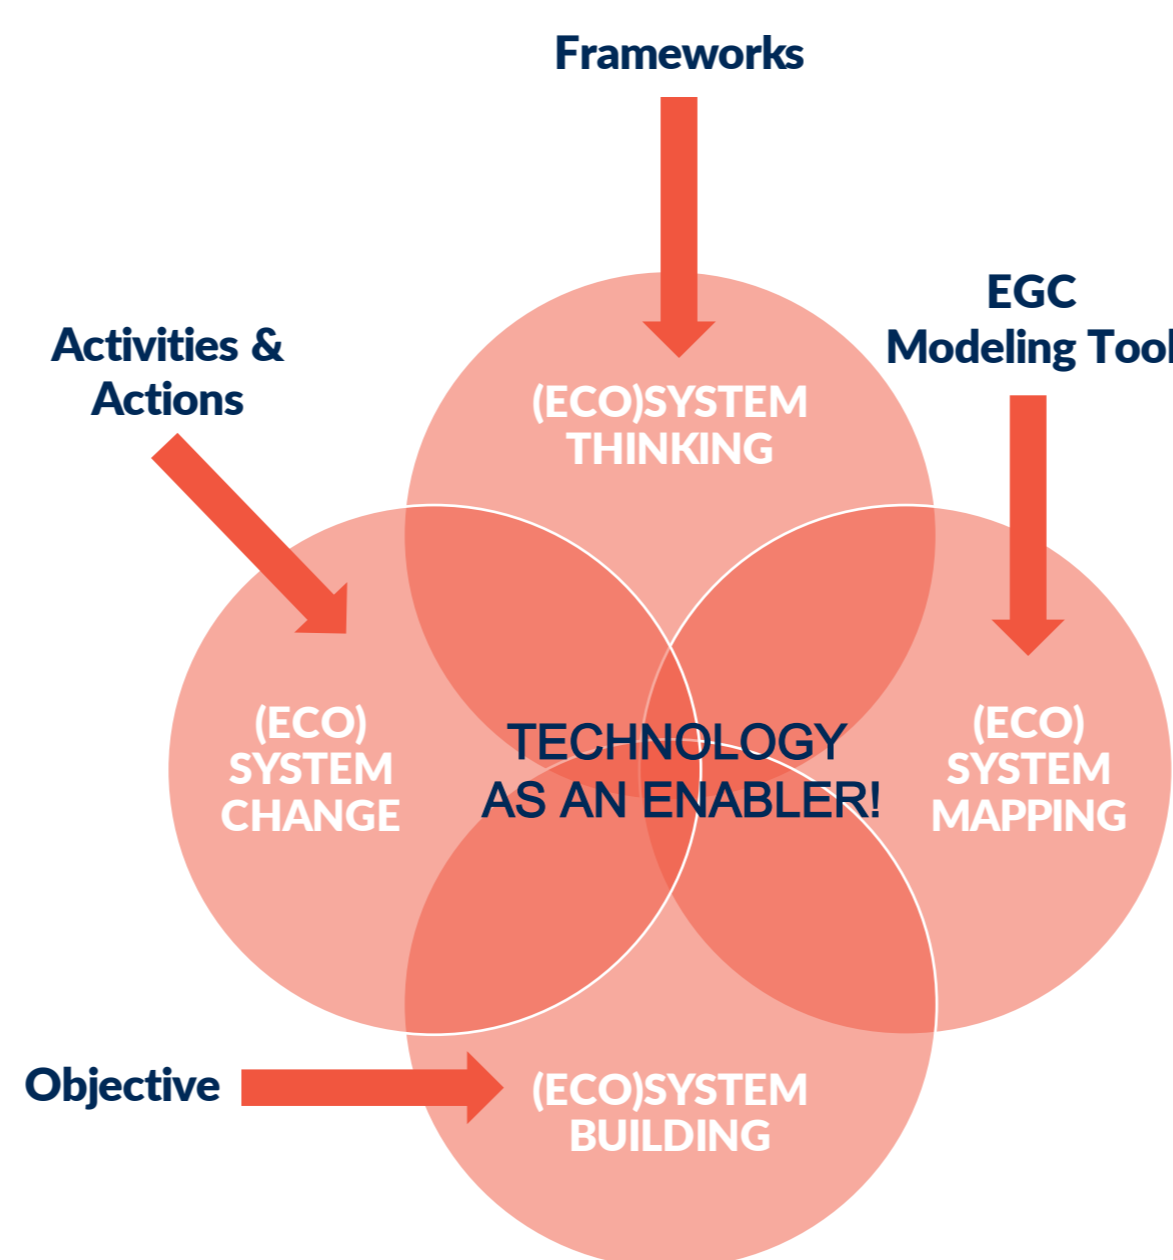 Frameworks
EGC
Modeling Tool
Activities &
Actions
(ECO)SYSTEM
THINKING
(ECO)
SYSTEM
CHANGE
TECHNOLOGY
AS AN ENABLER!
(ECO)
SYSTEM
MAPPING
Objective
(ECO)SYSTEM
BUILDING